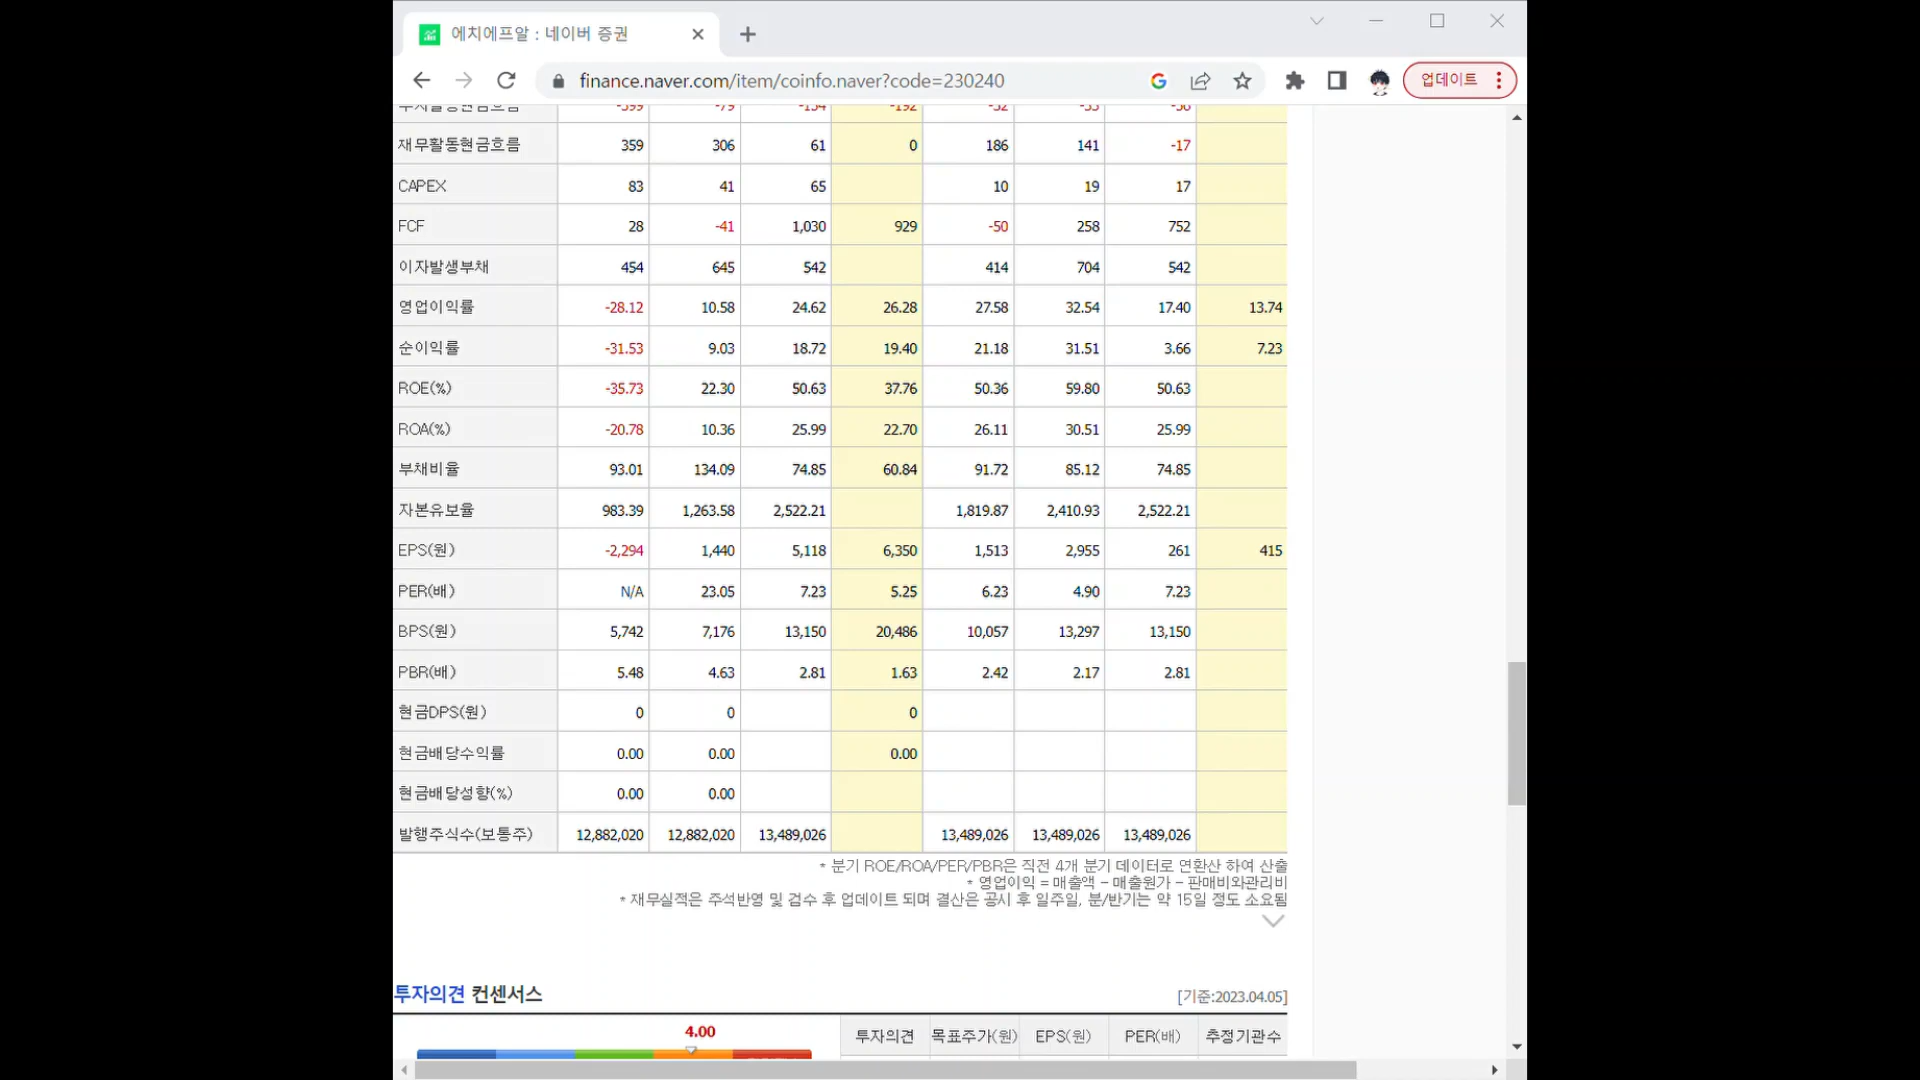 에치에프알 : 네이버 증권
finance.naver.com/item/coinfo.naver?code=230240
업데이트
투자활동현금흐름 -399 -79 -154 -192 -52 -55 -56
재무활동현금흐름 359 306 61 0 186 141 -17
CAPEX 83 41 65 10 19 17
FCF 28 -41 1,030 929 -50 258 752
이자발생부채 454 645 542 414 704 542
영업이익률 -28.12 10.58 24.62 26.28 27.58 32.54 17.40 13.74
순이익률 -31.53 9.03 18.72 19.40 21.18 31.51 3.66 7.23
ROE(%) -35.73 22.30 50.63 37.76 50.36 59.80 50.63
ROA(%) -20.78 10.36 25.99 22.70 26.11 30.51 25.99
부채비율 93.01 134.09 74.85 60.84 91.72 85.12 74.85
자본유보율 983.39 1,263.58 2,522.21 1,819.87 2,410.93 2,522.21
EPS(원) -2,294 1,440 5,118 6,350 1,513 2,955 261 415
PER(배) N/A 23.05 7.23 5.25 6.23 4.90 7.23
BPS(원) 5,742 7,176 13,150 20,486 10,057 13,297 13,150
PBR(배) 5.48 4.63 2.81 1.63 2.42 2.17 2.81
현금DPS(원) 0 0 0
현금배당수익률 0.00 0.00 0.00
현금배당성향(%) 0.00 0.00
발행주식수(보통주) 12,882,020 12,882,020 13,489,026 13,489,026 13,489,026 13,489,026
* 분기 ROE/ROA/PER/PBR은 직전 4개 분기 데이터로 연환산 하여 산출
* 영업이익 = 매출액 - 매출원가 - 판매비와관리비
* 재무실적은 주석반영 및 검수 후 업데이트 되며 결산은 공시 후 일주일, 분/반기는 약 15일 정도 소요됨
투자의견 컨센서스 [기준:2023.04.05]
4.00
투자의견 목표주가(원) EPS(원) PER(배) 추정기관수